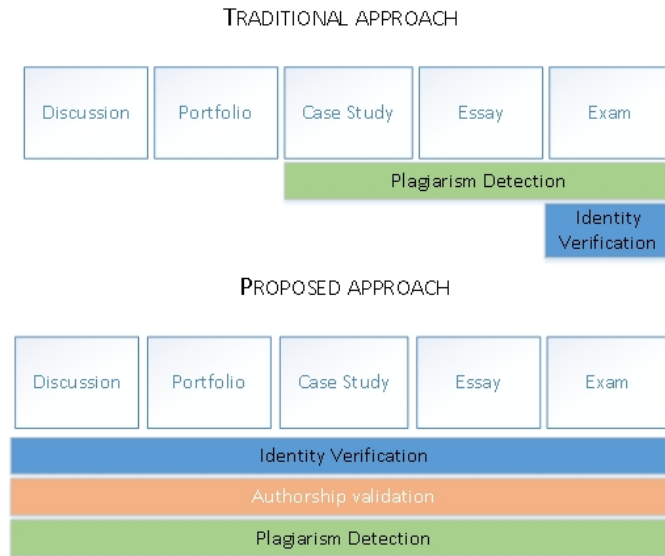 TRADITIONAL APPROACH
Discussion Portfolio Case Study Essay Exam
Plagiarism Detection
Identity
Verification
PROPOSED APPROACH
Discussion Portfolio Case Study Essay Exam
Identity Verification
Authorship validation
Plagiarism Detection